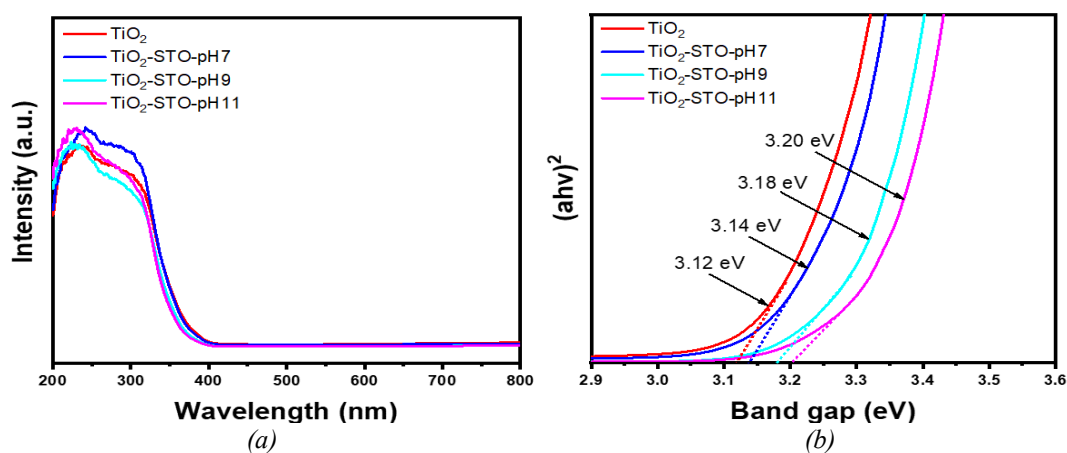 TiO₂
TiO₂-STO-pH7
TiO₂-STO-pH9
TiO₂-STO-pH11
Intensity (a.u.)
200 300 400 500 600 700 800
Wavelength (nm)
(a)
TiO₂
TiO₂-STO-pH7
TiO₂-STO-pH9
TiO₂-STO-pH11
3.20 eV
3.18 eV
3.14 eV
3.12 eV
(ahv)²
2.9 3.0 3.1 3.2 3.3 3.4 3.5 3.6
Band gap (eV)
(b)